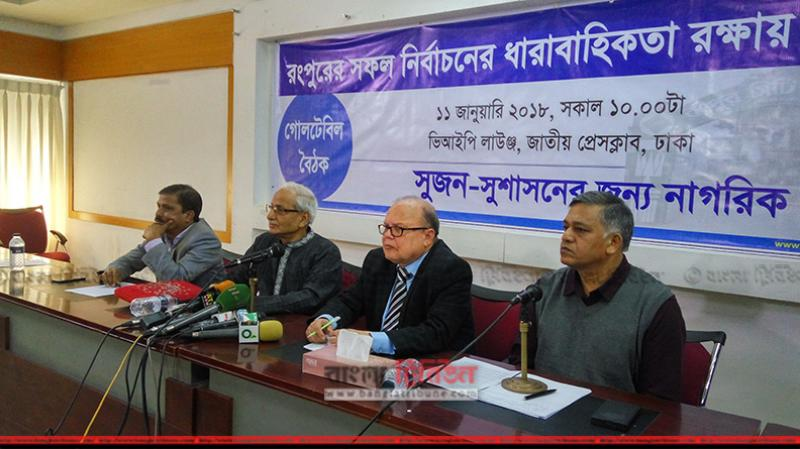 রংপুরের সফল নির্বাচনের ধারাবাহিকতা রক্ষায়
১১ জানুয়ারি ২০১৮, সকাল ১০.০০টা
গোলটেবিল
বৈঠক
ভিআইপি লাউঞ্জ, জাতীয় প্রেসক্লাব, ঢাকা
সুজন-সুশাসনের জন্য নাগরিক
বাংলা ট্রিবিউন
www.banglatribune.com